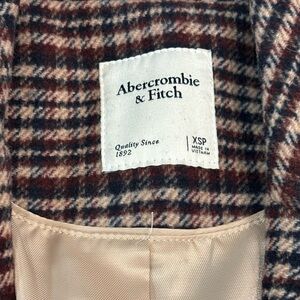 Abercrombie
& Fitch
Quality Since
1892
XSP
MADE IN
VIETNAM